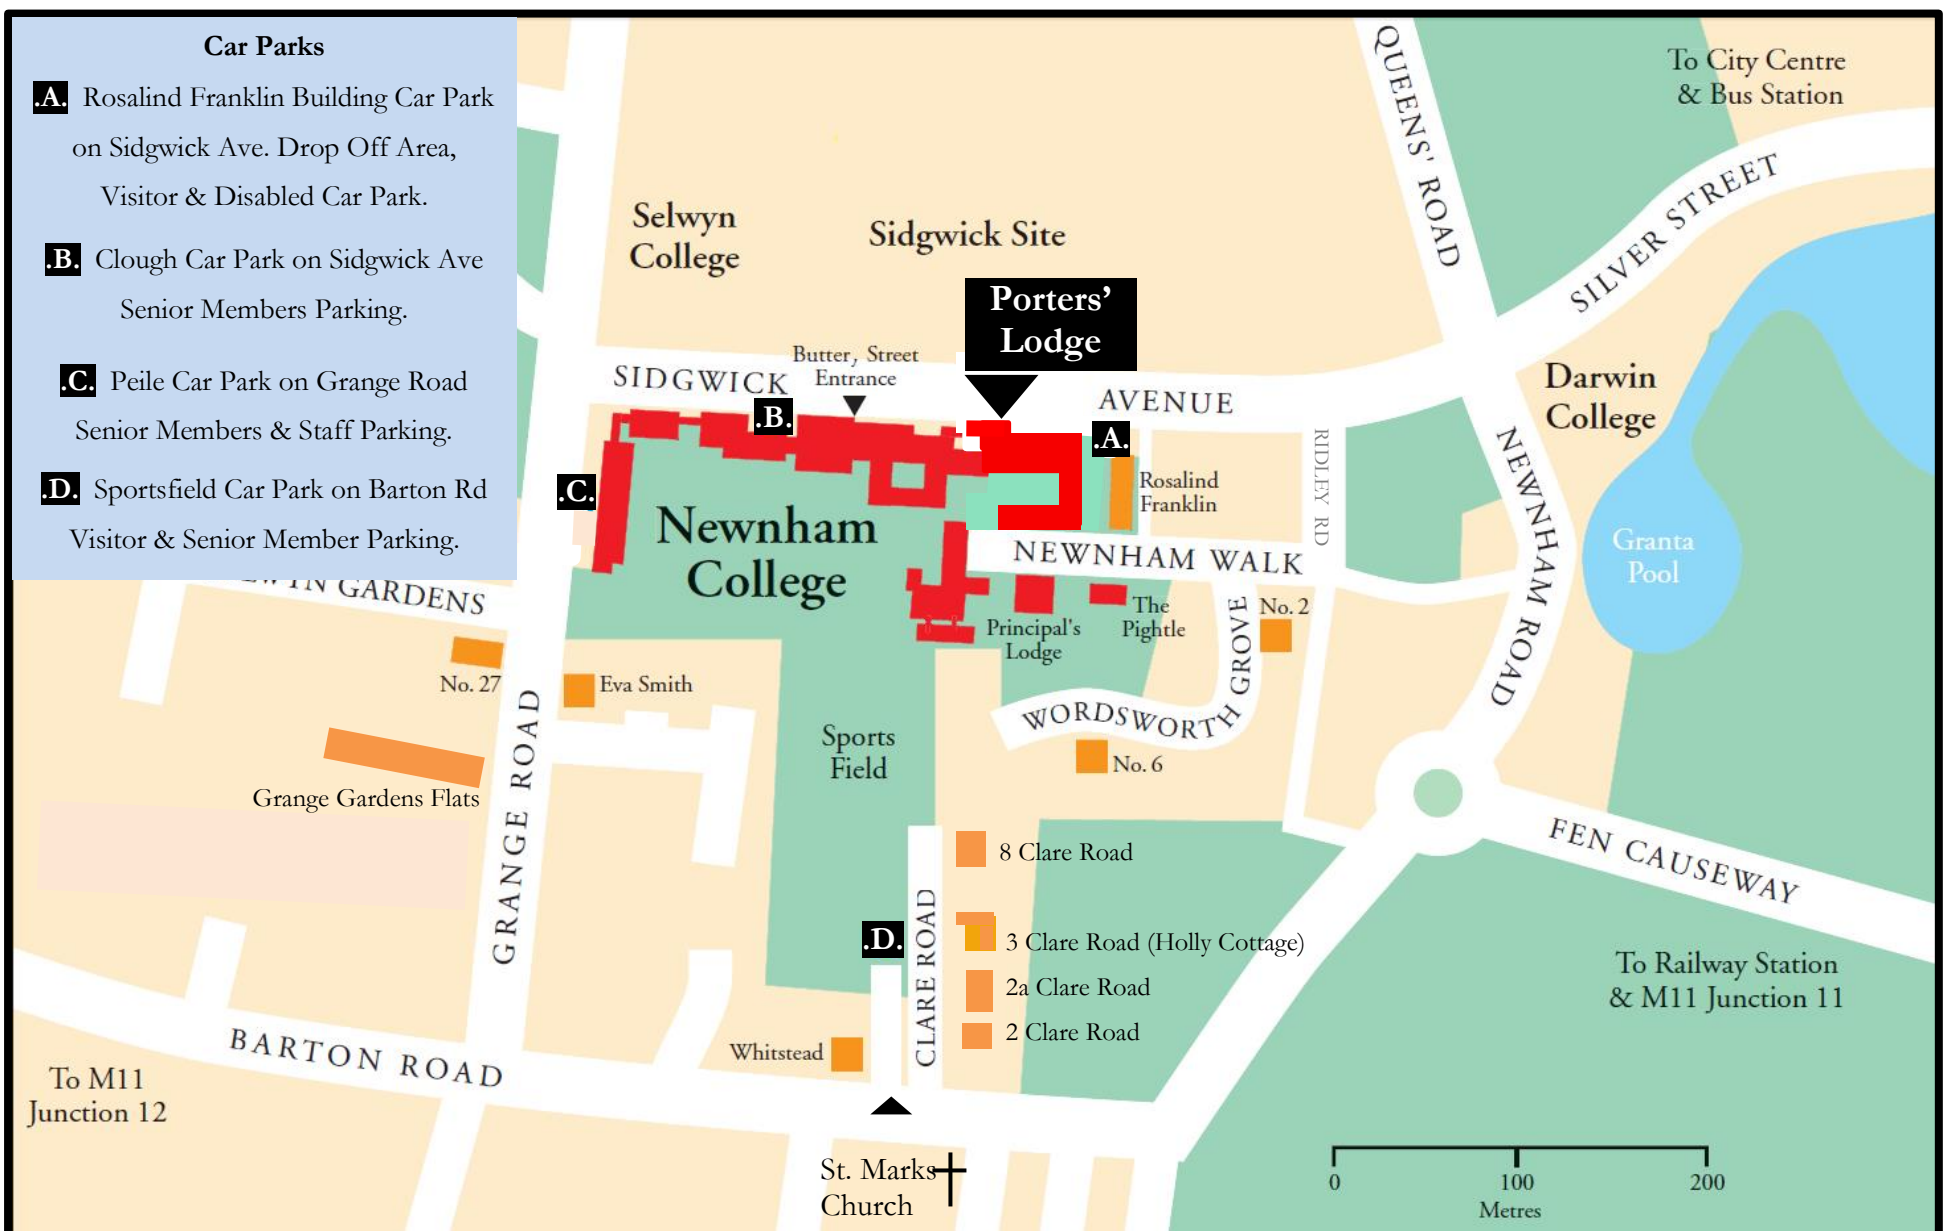 Car Parks
.A. Rosalind Franklin Building Car Park
on Sidgwick Ave. Drop Off Area,
Visitor & Disabled Car Park.
.B. Clough Car Park on Sidgwick Ave
Senior Members Parking.
.C. Peile Car Park on Grange Road
Senior Members & Staff Parking.
.D. Sportsfield Car Park on Barton Rd
Visitor & Senior Member Parking.
QUEENS' ROAD
To City Centre
& Bus Station
SILVER STREET
Selwyn
College
Sidgwick Site
Porters'
Lodge
Butter, Street
Entrance
SIDGWICK
AVENUE
.B.
.A.
.C.
Darwin
College
RIDLEY RD
NEWNHAM ROAD
Rosalind
Franklin
Newnham
College
NEWNHAM WALK
Granta
Pool
GARDENS
No. 27
Eva Smith
Principal's
Lodge
The
Pightle
No. 2
WORDSWORTH GROVE
No. 6
Sports
Field
Grange Gardens Flats
GRANGE ROAD
8 Clare Road
.D.
CLARE ROAD
3 Clare Road (Holly Cottage)
2a Clare Road
2 Clare Road
FEN CAUSEWAY
To Railway Station
& M11 Junction 11
BARTON ROAD
Whitstead
To M11
Junction 12
St. Marks
Church
0 100 200
Metres